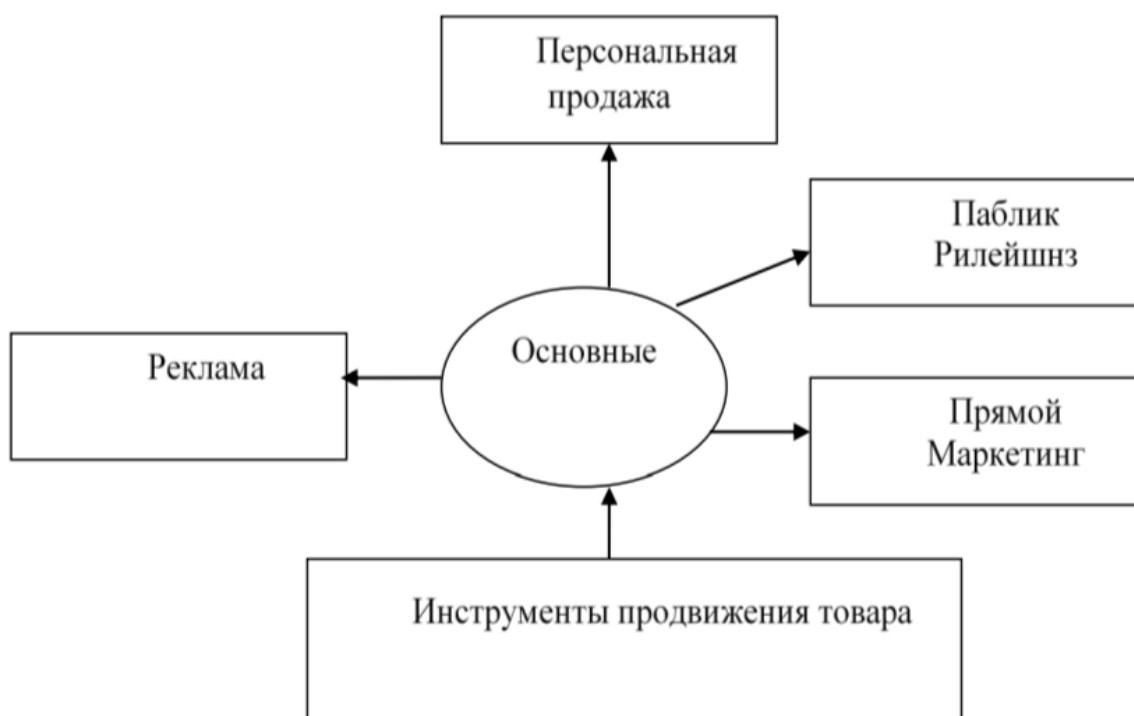 Персональная
продажа
Паблик
Рилейшнз
Основные
Реклама
Прямой
Маркетинг
Инструменты продвижения товара